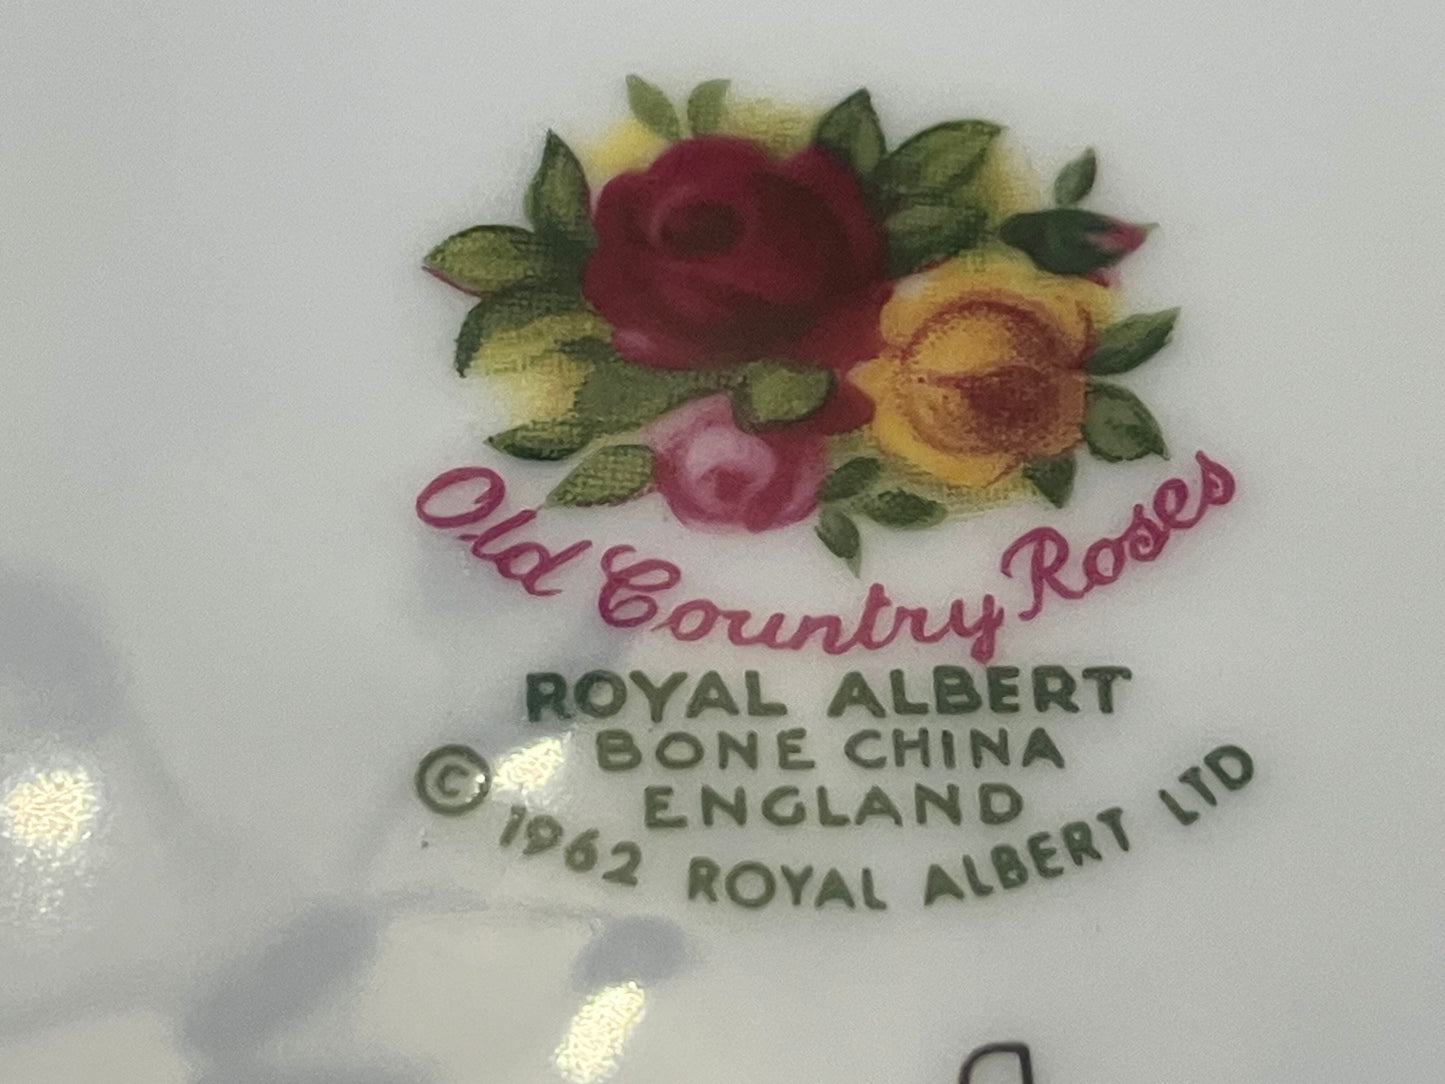 Old Country Roses
ROYAL ALBERT
BONE CHINA
ENGLAND
© 1962 ROYAL ALBERT LTD